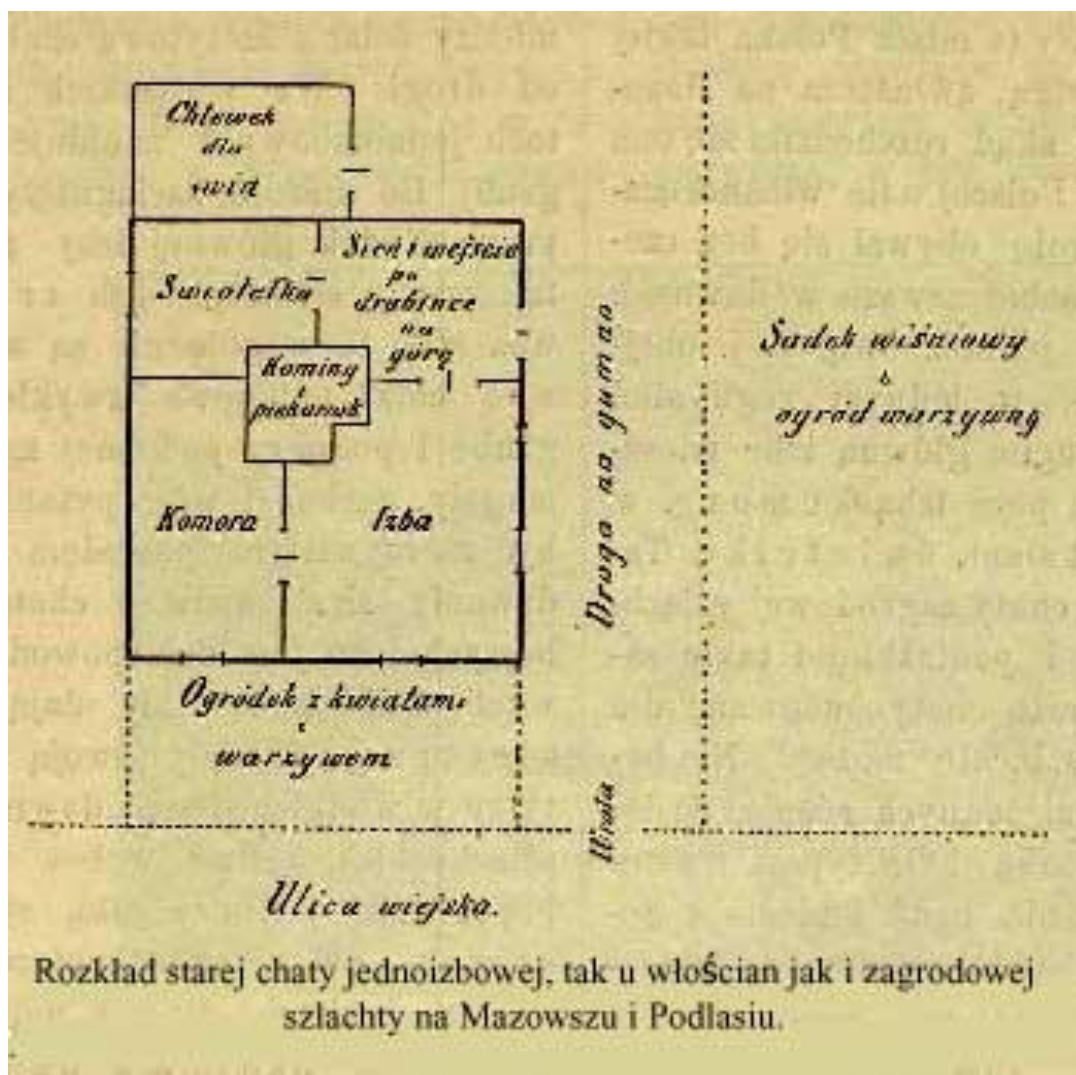 Chlewek
dla
świń
Sień i wejście
po
drabince
na
górę
Swiotełka
Kominy
i
piekarnik
Komora
Izba
Droga na gumno
Sadek wiśniowy
i
ogród warzywny
Ogródek z kwiatami
i
warzywem
Wrota
Ulica wiejska.
Rozkład starej chaty jednoizbowej, tak u włościan jak i zagrodowej
szlachty na Mazowszu i Podlasiu.